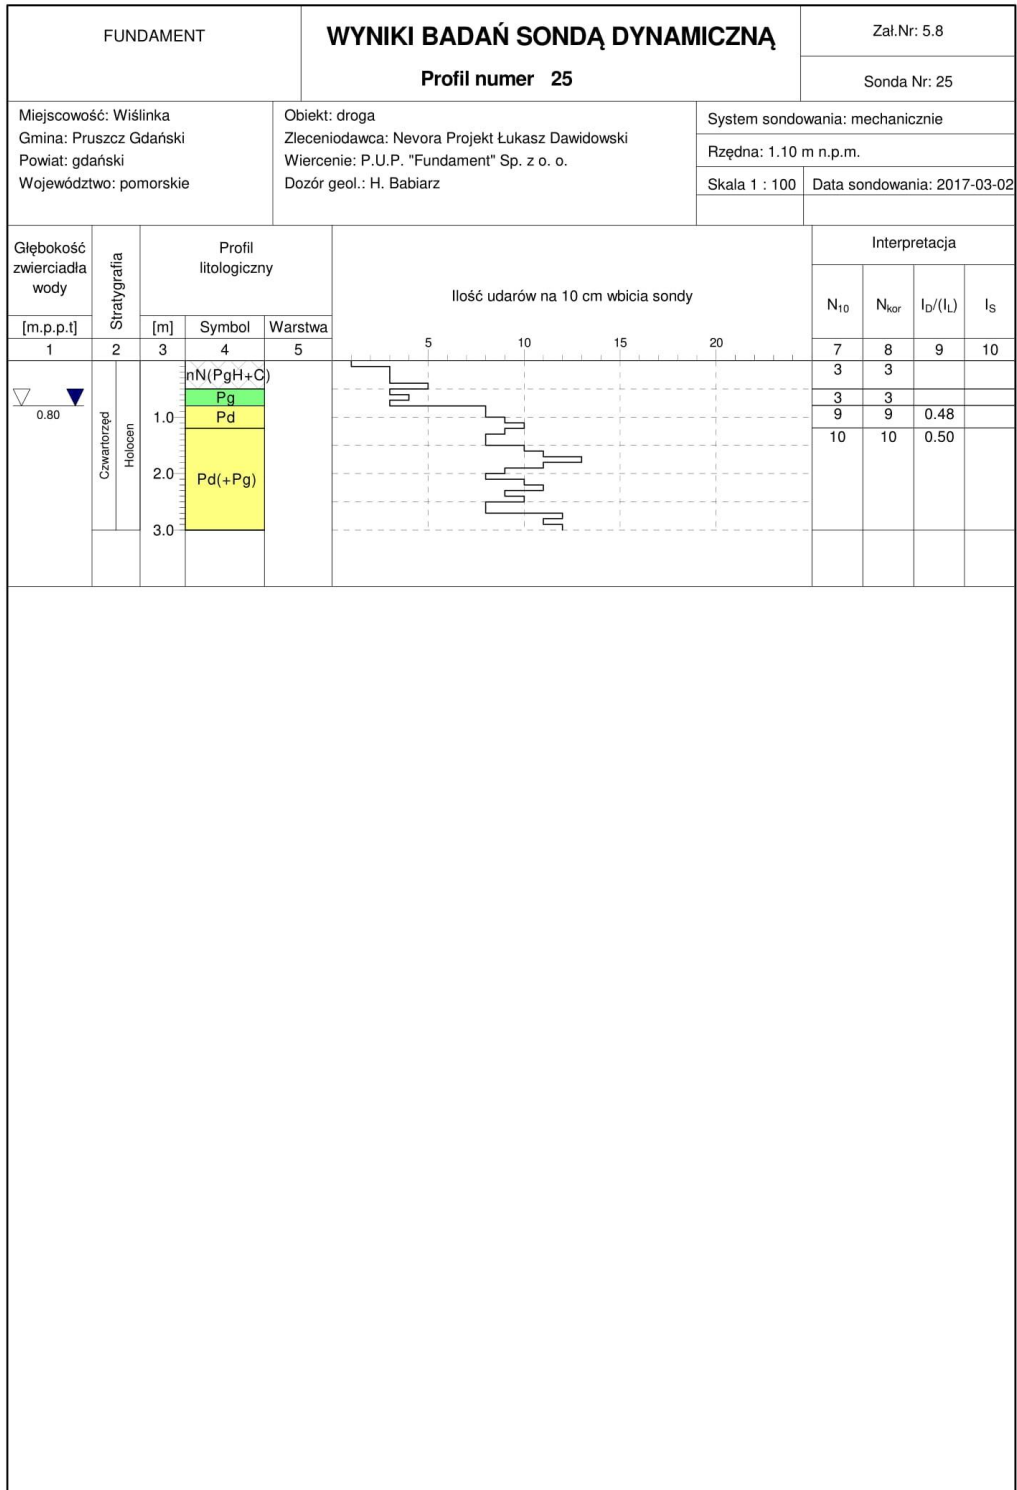 FUNDAMENT
WYNIKI BADAŃ SONDĄ DYNAMICZNĄ
Profil numer 25
Zał.Nr: 5.8
Sonda Nr: 25
Miejscowość: Wiślinka
Gmina: Pruszcz Gdański
Powiat: gdański
Województwo: pomorskie
Obiekt: droga
Zleceniodawca: Nevora Projekt Łukasz Dawidowski
Wiercenie: P.U.P. "Fundament" Sp. z o. o.
Dozór geol.: H. Babiarz
System sondowania: mechanicznie
Rzędna: 1.10 m n.p.m.
Skala 1 : 100 Data sondowania: 2017-03-02
Głębokość
zwierciadła
wody
[m.p.p.t]
Stratygrafia
Profil
litologiczny
[m] Symbol Warstwa
Ilość udarów na 10 cm wbicia sondy
5 10 15 20
Interpretacja
N10 Nkor ID/(IL) IS
1 2 3 4 5 7 8 9 10
0.80
Czwartorzęd
Holocen
1.0
2.0
3.0
nN(PgH+C)
Pg
Pd
Pd(+Pg)
3 3
3 3
9 9 0.48
10 10 0.50